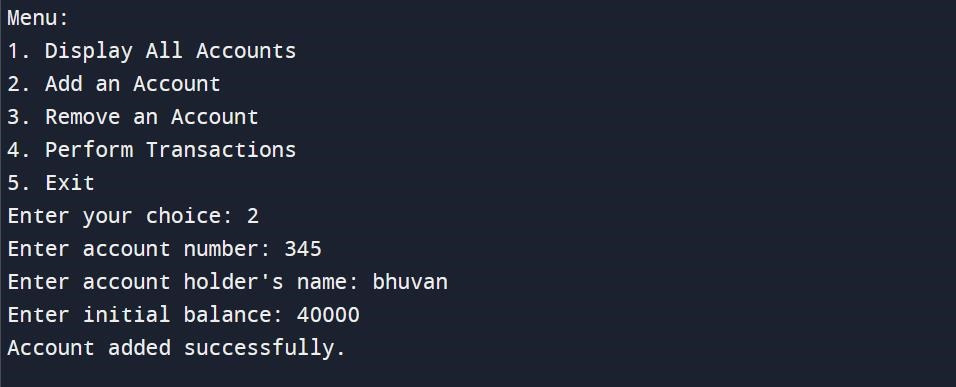 Menu:
1. Display All Accounts
2. Add an Account
3. Remove an Account
4. Perform Transactions
5. Exit
Enter your choice: 2
Enter account number: 345
Enter account holder's name: bhuvan
Enter initial balance: 40000
Account added successfully.